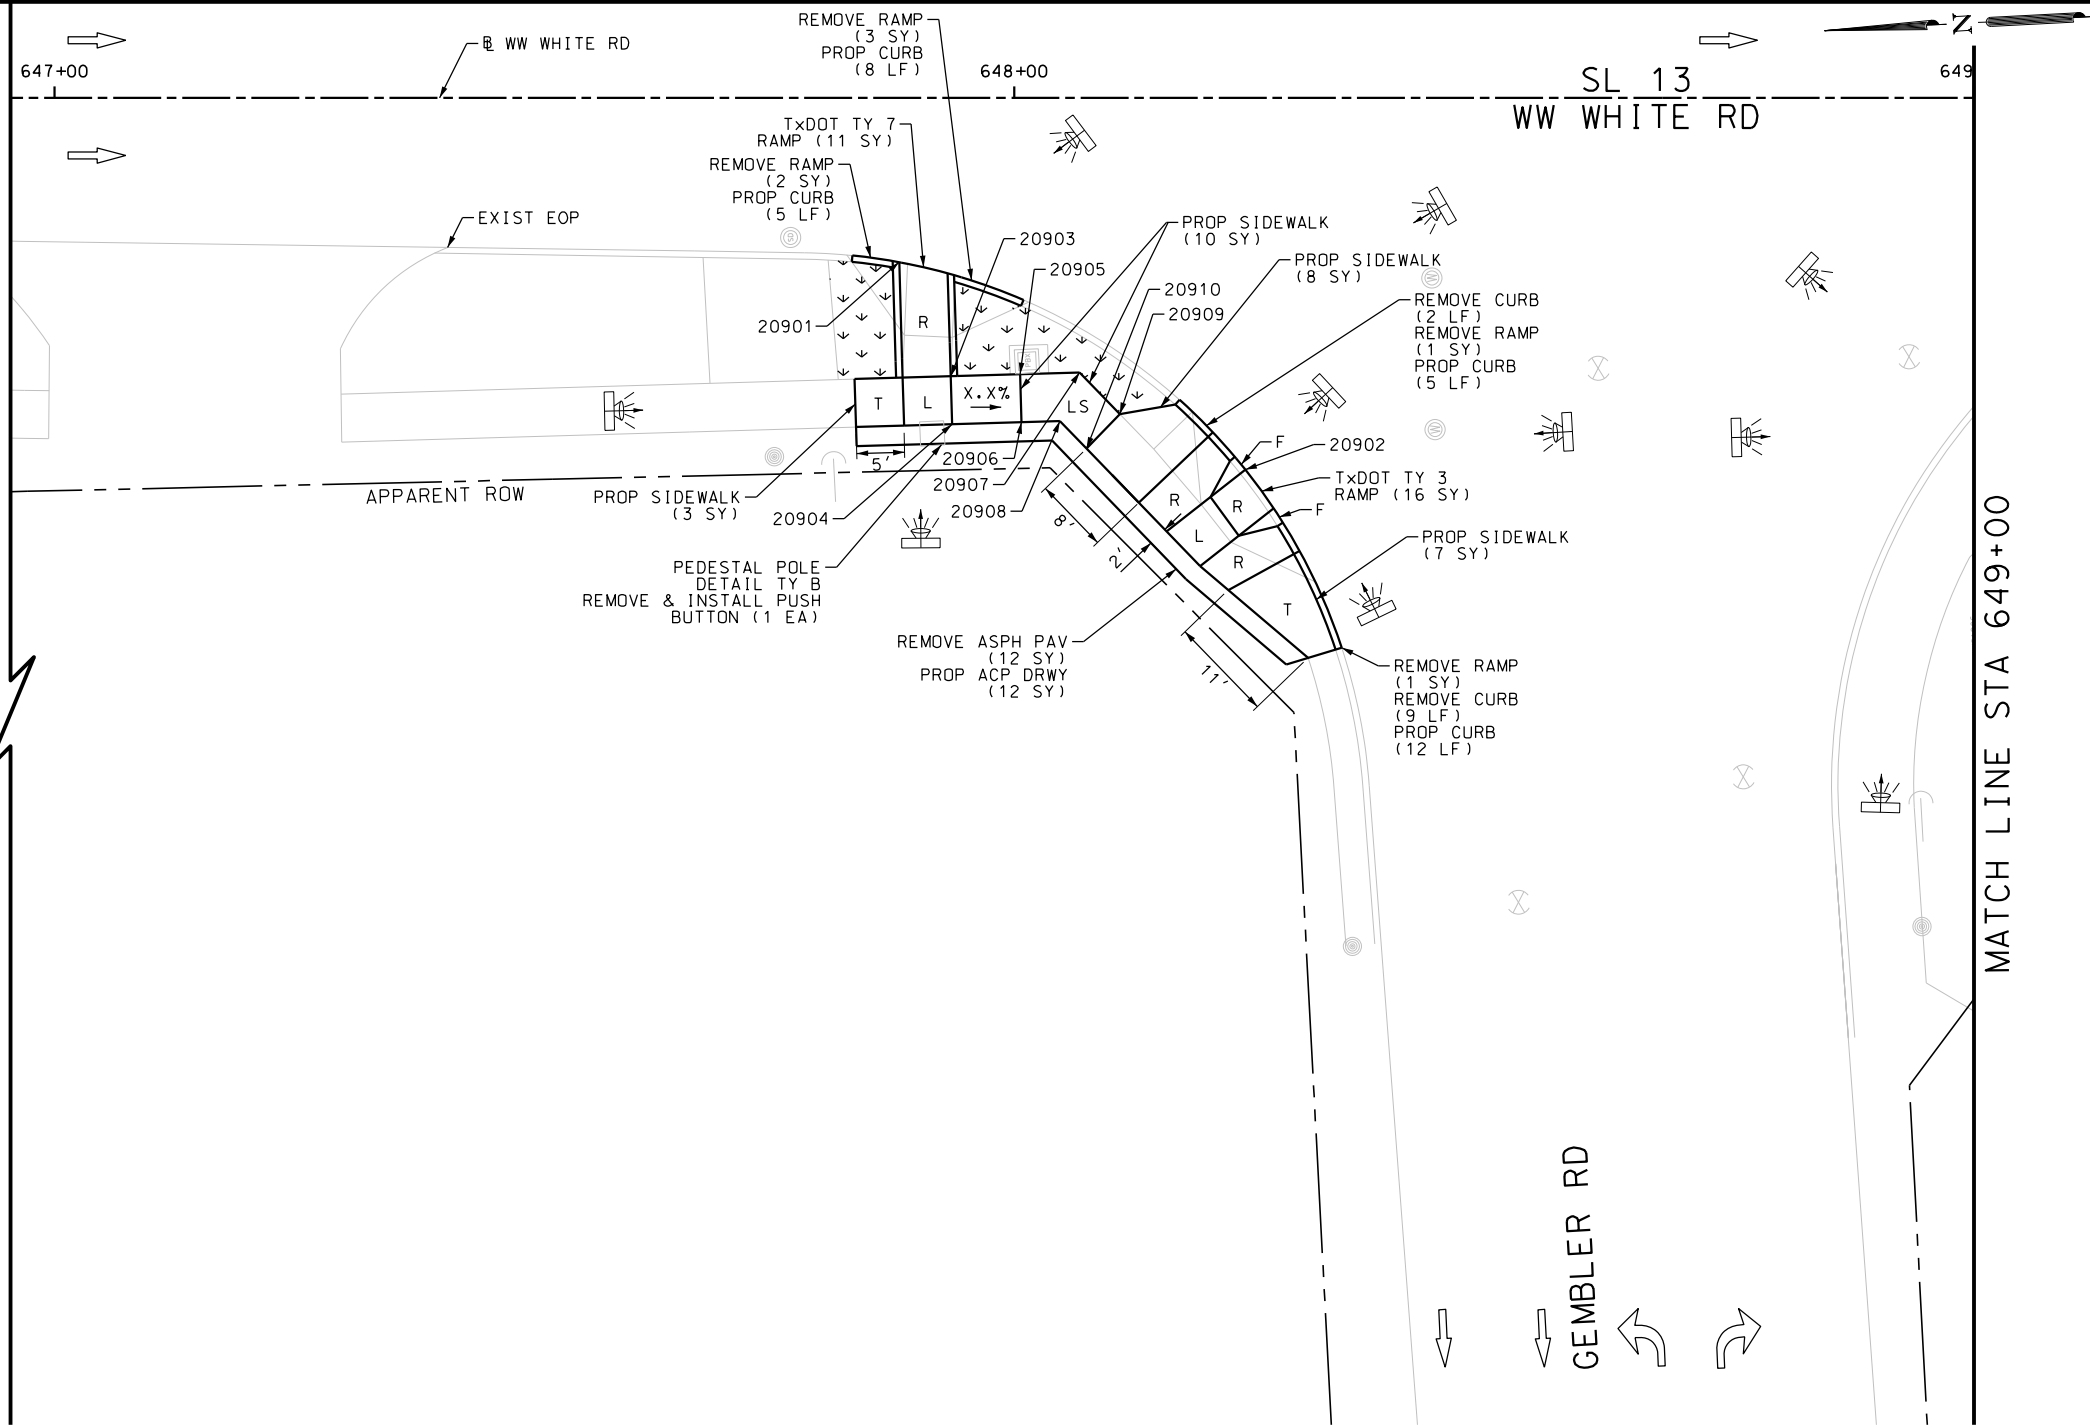 REMOVE RAMP
(3 SY)
PROP CURB
(8 LF)
N
B WW WHITE RD
647+00
648+00
649
SL 13
WW WHITE RD
TxDOT TY 7
RAMP (11 SY)
REMOVE RAMP
(2 SY)
PROP CURB
(5 LF)
EXIST EOP
20903
20905
PROP SIDEWALK
(10 SY)
PROP SIDEWALK
(8 SY)
20910
20909
REMOVE CURB
(2 LF)
REMOVE RAMP
(1 SY)
PROP CURB
(5 LF)
W
20901
R
T
L
X.X%
LS
W
F
20902
5'
20906
20907
20908
TxDOT TY 3
RAMP (16 SY)
F
APPARENT ROW
PROP SIDEWALK
(3 SY)
20904
8'
2'
R
R
L
R
T
PROP SIDEWALK
(7 SY)
PEDESTAL POLE
DETAIL TY B
REMOVE & INSTALL PUSH
BUTTON (1 EA)
REMOVE ASPH PAV
(12 SY)
PROP ACP DRWY
(12 SY)
11'
REMOVE RAMP
(1 SY)
REMOVE CURB
(9 LF)
PROP CURB
(12 LF)
MATCH LINE STA 649+00
GEMBLER RD